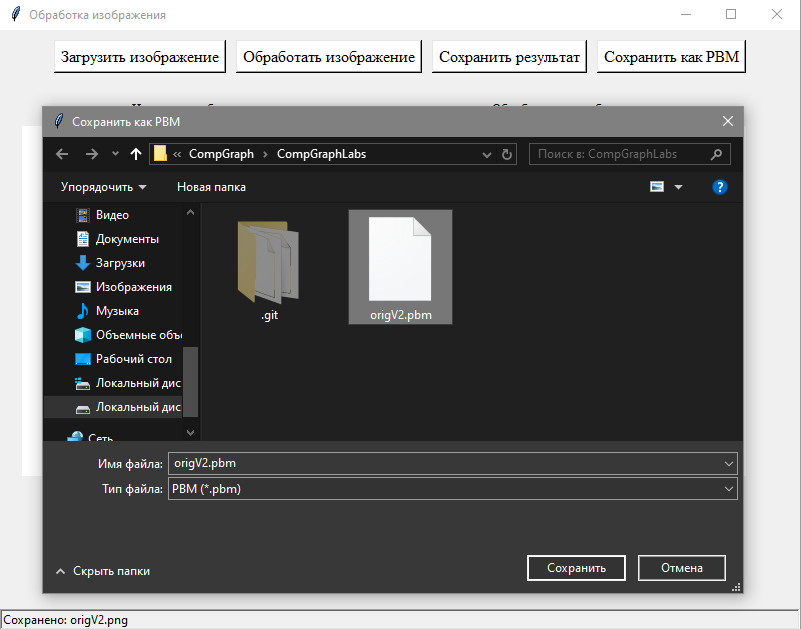 Обработка изображения
Загрузить изображение Обработать изображение Сохранить результат Сохранить как PBM
Сохранить как PBM
« CompGraph › CompGraphLabs Поиск в: CompGraphLabs
Упорядочить Новая папка ?
Видео
Документы
Загрузки
Изображения
Музыка
Объемные объ
Рабочий стол
Локальный дис
Локальный дис
Сеть
.git origV2.pbm
Имя файла: origV2.pbm
Тип файла: PBM (*.pbm)
Скрыть папки Сохранить Отмена
Сохранено: origV2.png